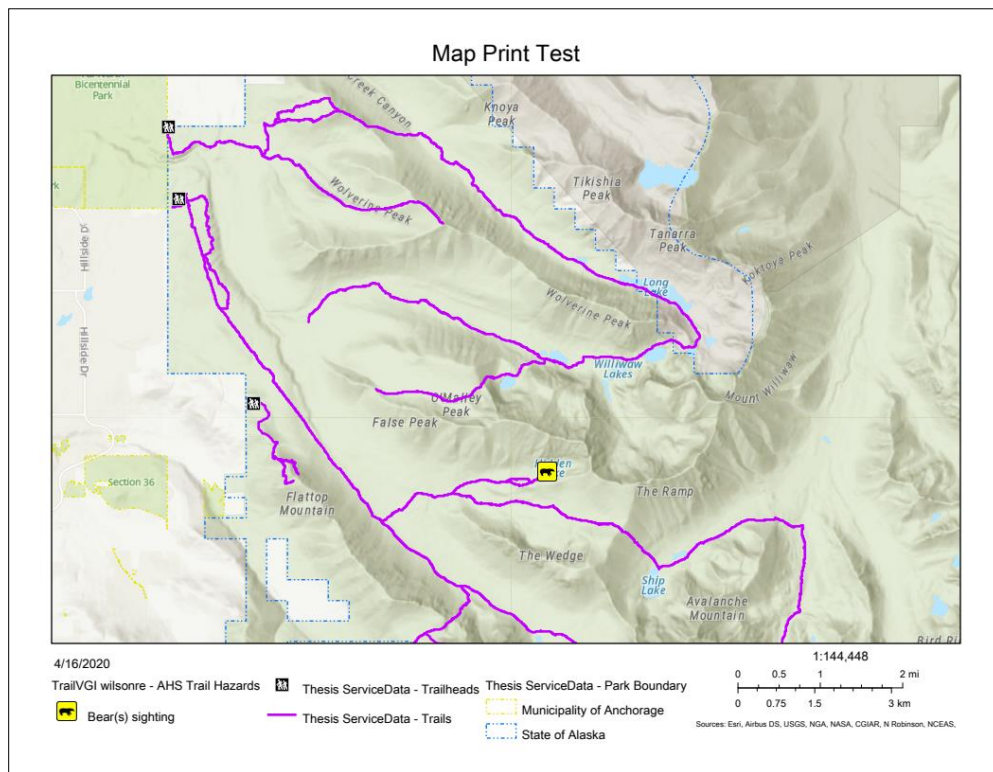 Map Print Test
Bicentennial
Park
Creek Canyon
Knoya
Peak
Tikishla
Peak
Wolverine Peak
Tanarra
Peak
Koktoya Peak
Hillside Dr
Long
Lake
Wolverine Peak
Hillside Dr
Williwaw
Lakes
Mount Williwaw
O'Malley
Peak
False Peak
Section 36
Flattop
Mountain
The Ramp
The Wedge
Ship
Lake
Avalanche
Mountain
4/16/2020
1:144,448
TrailVGI wilsonre - AHS Trail Hazards
Bear(s) sighting
Thesis ServiceData - Trailheads
Thesis ServiceData - Trails
Thesis ServiceData - Park Boundary
Municipality of Anchorage
State of Alaska
0 0.5 1 2 mi
0 0.75 1.5 3 km
Sources: Esri, Airbus DS, USGS, NGA, NASA, CGIAR, N Robinson, NCEAS,